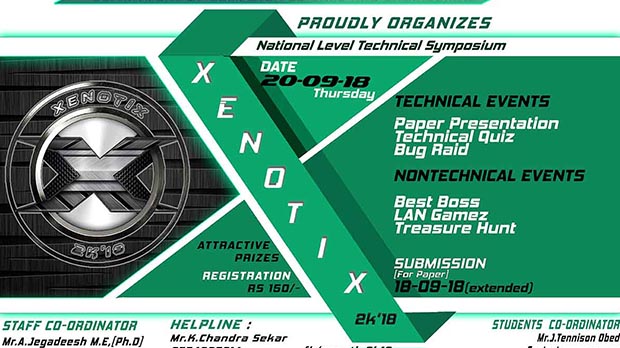 PROUDLY ORGANIZES
National Level Technical Symposium
DATE
20-09-18
Thursday
XENOTIX
2k'18
XENOTIX
X
2K'18
TECHNICAL EVENTS
Paper Presentation
Technical Quiz
Bug Raid
NONTECHNICAL EVENTS
Best Boss
LAN Gamez
Treasure Hunt
ATTRACTIVE
PRIZES
REGISTRATION
RS 150/-
SUBMISSION
[For Paper]
18-09-18(extended)
STAFF CO-ORDINATOR
Mr.A.Jegadeesh M.E,(Ph.D)
HELPLINE :
Mr.K.Chandra Sekar
STUDENTS CO-ORDINATOR
Mr.J.Tennison Obed